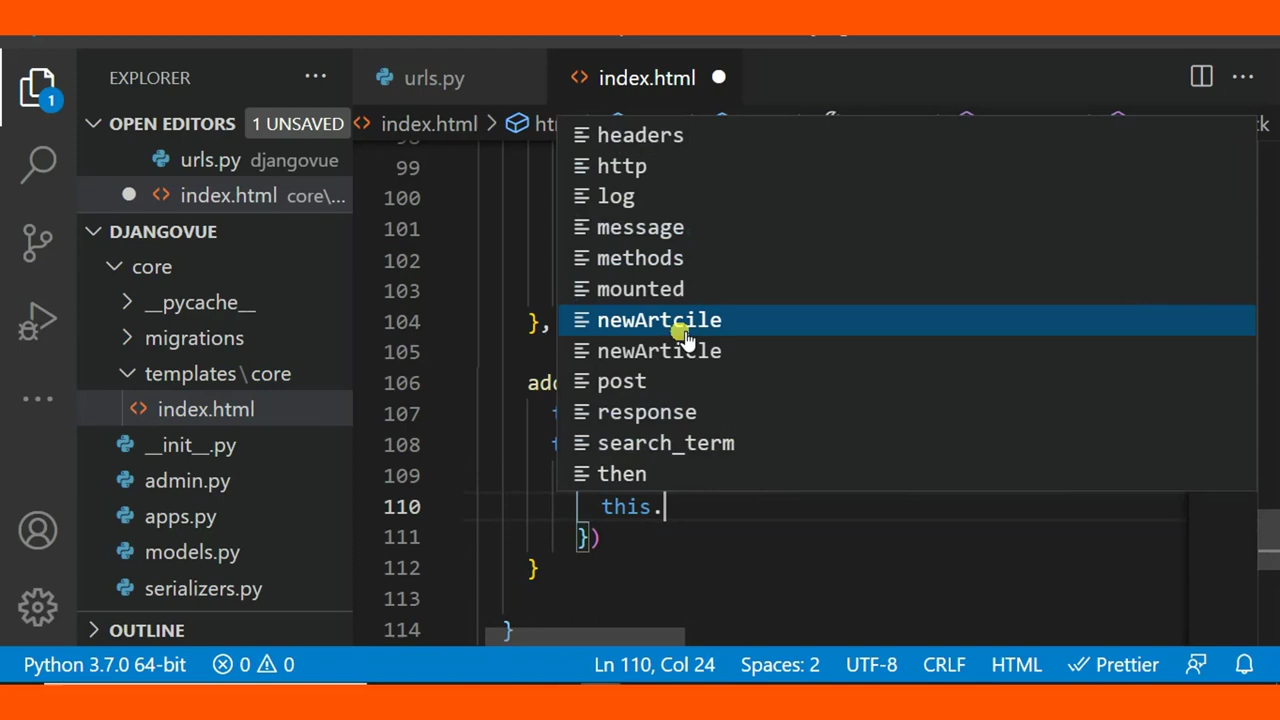 EXPLORER
urls.py
index.html
OPEN EDITORS 1 UNSAVED
index.html
urls.py djangovue
index.html core\...
DJANGOVUE
core
__pycache__
migrations
templates\core
index.html
__init__.py
admin.py
apps.py
models.py
serializers.py
OUTLINE
99
100
101
102
103
104 },
105
106
107
108
109
110 this.
111 })
112 }
113
114 }
headers
http
log
message
methods
mounted
newArtcile
newArticle
post
response
search_term
then
1
Python 3.7.0 64-bit 0 0 Ln 110, Col 24 Spaces: 2 UTF-8 CRLF HTML Prettier